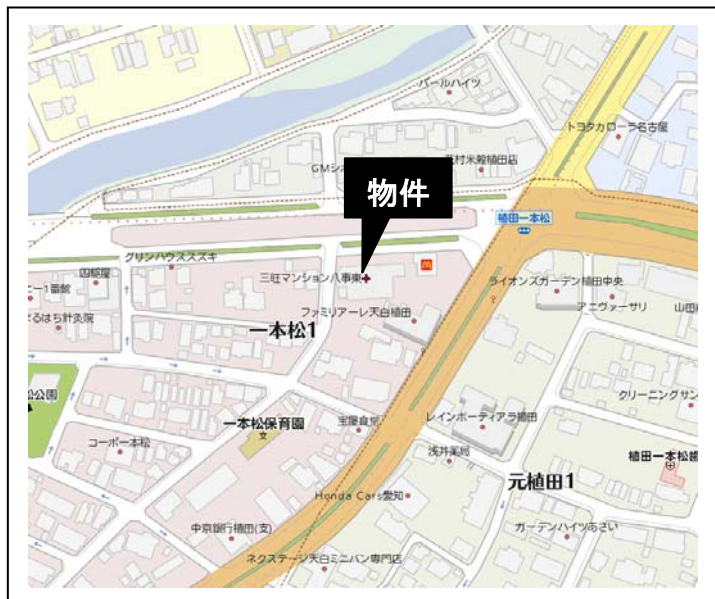 パールハイツ
トヨタカローラ名古屋
GMシ
花村米穀植田店
物件
植田一本松
グリンハウススズキ
三旺マンション八事東
ライオンズガーデン植田中央
ニー1番館
アニヴァーサリ
山田
さるはち針灸院
ファミリアーレ天白植田
一本松1
クリーニングサン
松公園
レインボーティアラ植田
一本松保育園
宝屋食堂
コーポ一本松
浅井薬局
植田一本松歯
元植田1
Honda Cars愛知
中京銀行植田(支)
ガーデンハイツあさい
ネクステージ天白ミニバン専門店